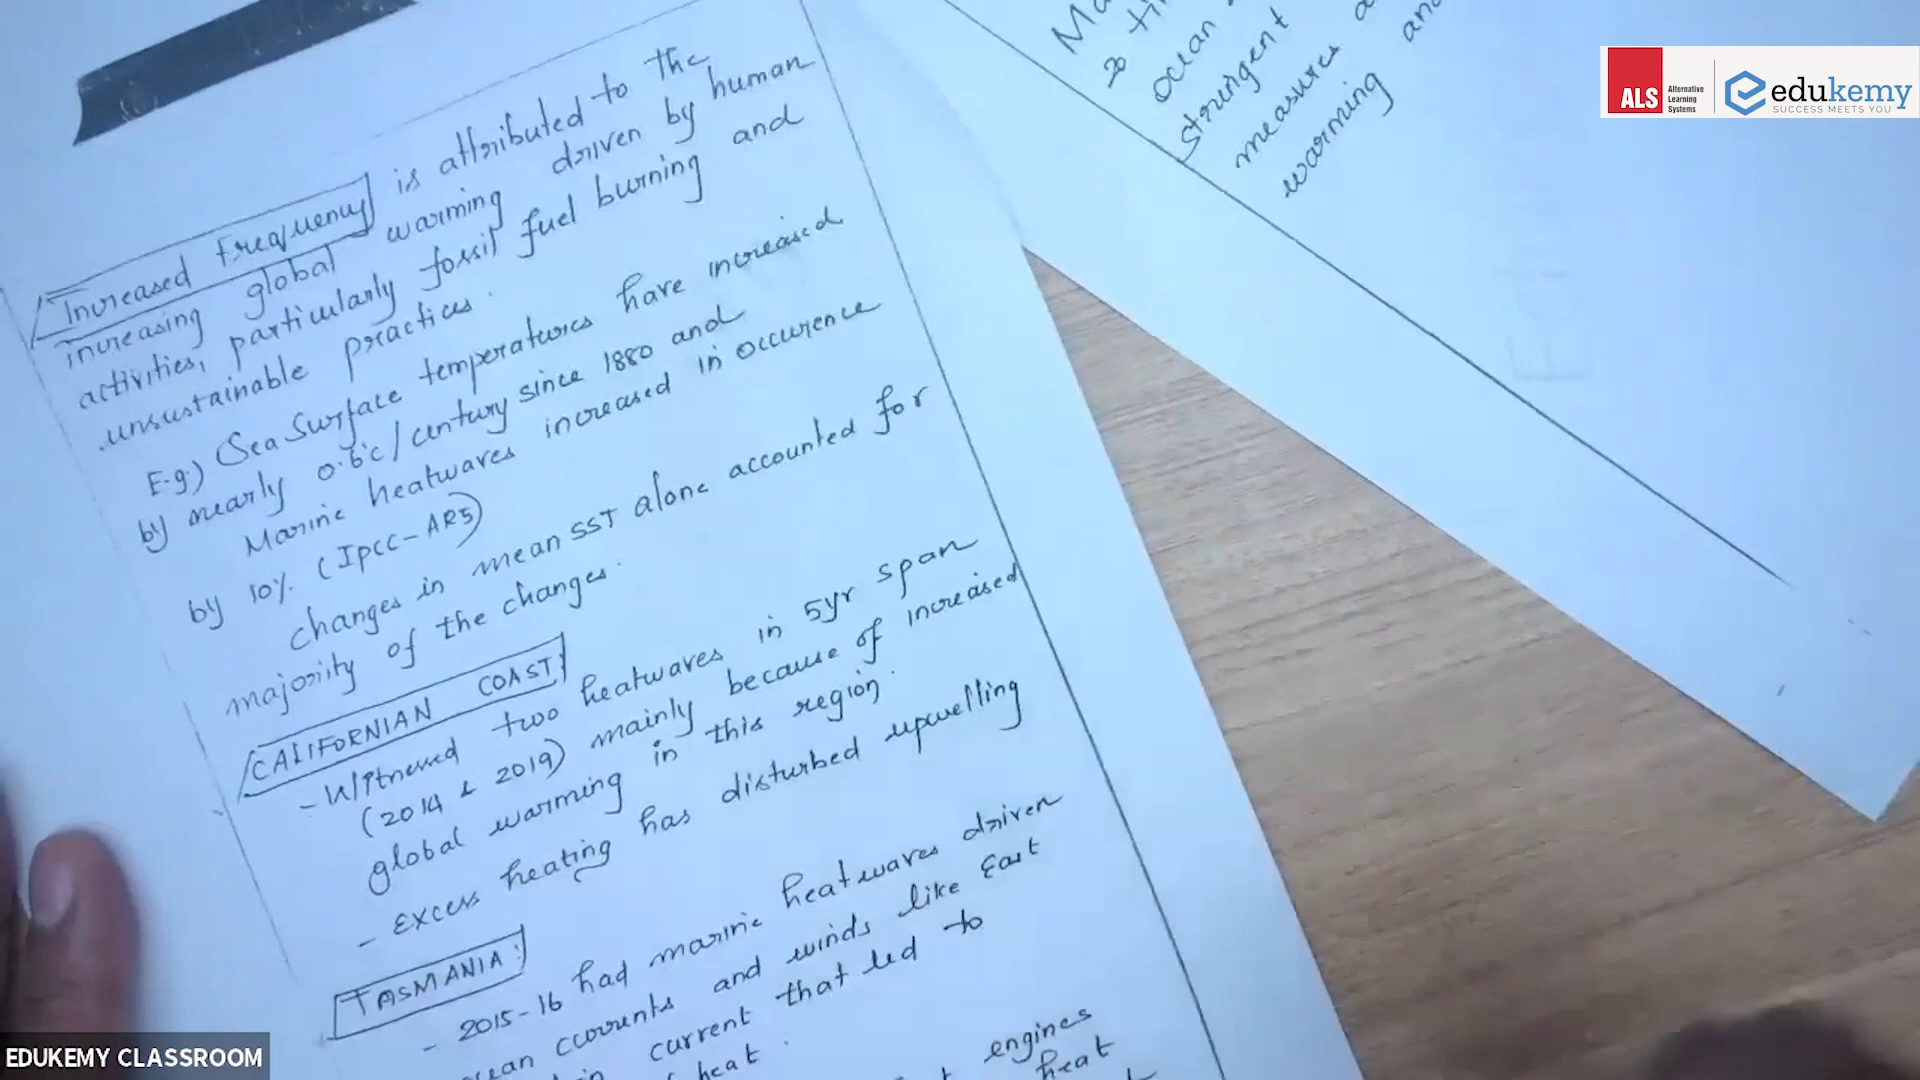 Increased frequency is attributed to the
increasing global warming driven by human
activities, particularly fossil fuel burning and
unsustainable practices.
E.g.) Sea Surface temperatures have increased
by nearly 0.6°c/century since 1880 and
Marine heatwaves increased in occurence
by 10%. (IPCC-AR5)
changes in mean SST alone accounted for
majority of the changes.
CALIFORNIAN COAST:
- Witnessed two heatwaves in 5yr span
(2014 & 2019) mainly because of increased
global warming in this region.
- Excess heating has disturbed upwelling
TASMANIA:
- 2015-16 had marine heatwaves driven
ccurrents and winds like East
current that led to
heat.
engines
heat
ocean
stringent
measures
warming and
ALS Alternative
Learning
Systems
edukemy
SUCCESS MEETS YOU
EDUKEMY CLASSROOM